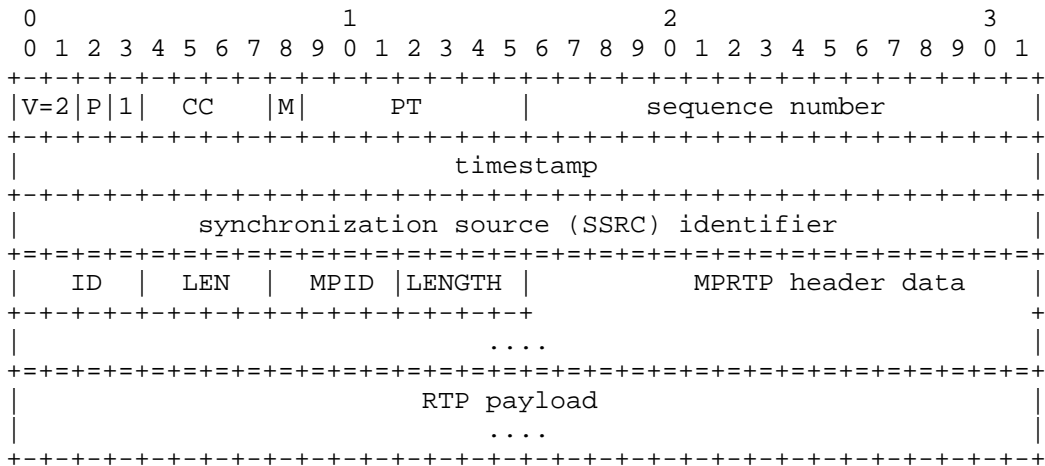 0                   1                   2                   3
 0 1 2 3 4 5 6 7 8 9 0 1 2 3 4 5 6 7 8 9 0 1 2 3 4 5 6 7 8 9 0 1
+-+-+-+-+-+-+-+-+-+-+-+-+-+-+-+-+-+-+-+-+-+-+-+-+-+-+-+-+-+-+-+-+
|V=2|P|1|  CC   |M|     PT      |       sequence number         |
+-+-+-+-+-+-+-+-+-+-+-+-+-+-+-+-+-+-+-+-+-+-+-+-+-+-+-+-+-+-+-+-+
|                           timestamp                           |
+-+-+-+-+-+-+-+-+-+-+-+-+-+-+-+-+-+-+-+-+-+-+-+-+-+-+-+-+-+-+-+-+
|           synchronization source (SSRC) identifier            |
+=+=+=+=+=+=+=+=+=+=+=+=+=+=+=+=+=+=+=+=+=+=+=+=+=+=+=+=+=+=+=+=+
|   ID  |  LEN  |  MPID |LENGTH |          MPRTP header data    |
+-+-+-+-+-+-+-+-+-+-+-+-+-+-+-+-+                               +
|                             ....                              |
+=+=+=+=+=+=+=+=+=+=+=+=+=+=+=+=+=+=+=+=+=+=+=+=+=+=+=+=+=+=+=+=+
|                         RTP payload                           |
|                             ....                              |
+-+-+-+-+-+-+-+-+-+-+-+-+-+-+-+-+-+-+-+-+-+-+-+-+-+-+-+-+-+-+-+-+